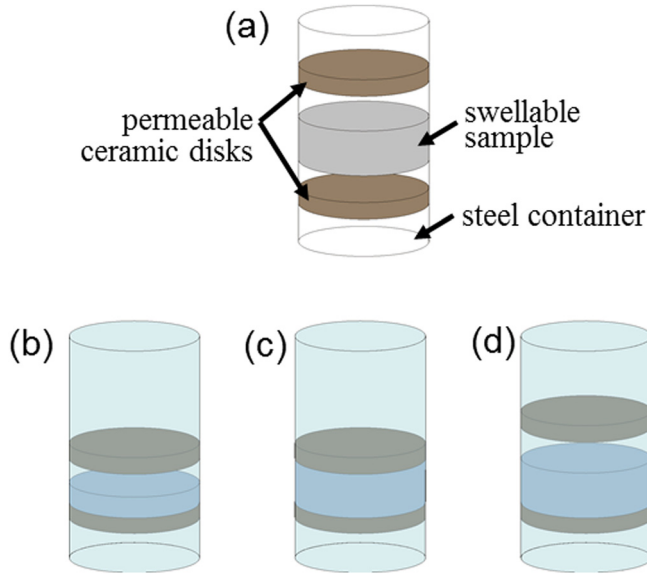 (a)
permeable
ceramic disks
swellable
sample
steel container
(b)
(c)
(d)